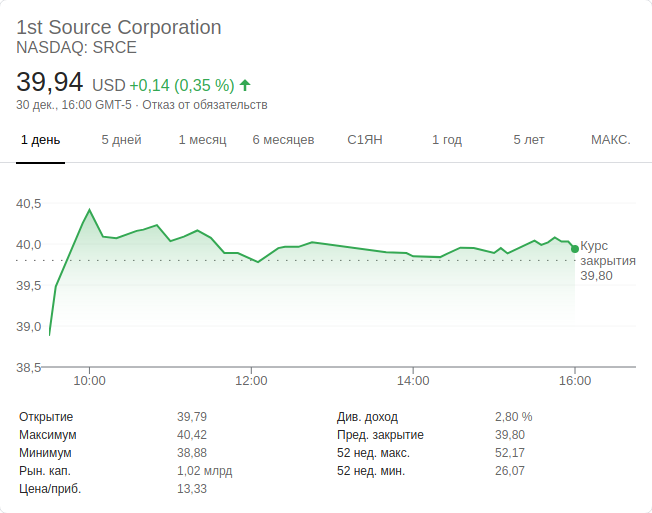 1st Source Corporation
NASDAQ: SRCE
39,94 USD +0,14 (0,35 %)
30 дек., 16:00 GMT-5 · Отказ от обязательств
1 день 5 дней 1 месяц 6 месяцев С1ЯН 1 год 5 лет МАКС.
40,5
40,0
39,5
39,0
38,5
Курс
закрытия
39,80
10:00 12:00 14:00 16:00
Открытие 39,79 Див. доход 2,80 %
Максимум 40,42 Пред. закрытие 39,80
Минимум 38,88 52 нед. макс. 52,17
Рын. кап. 1,02 млрд 52 нед. мин. 26,07
Цена/приб. 13,33